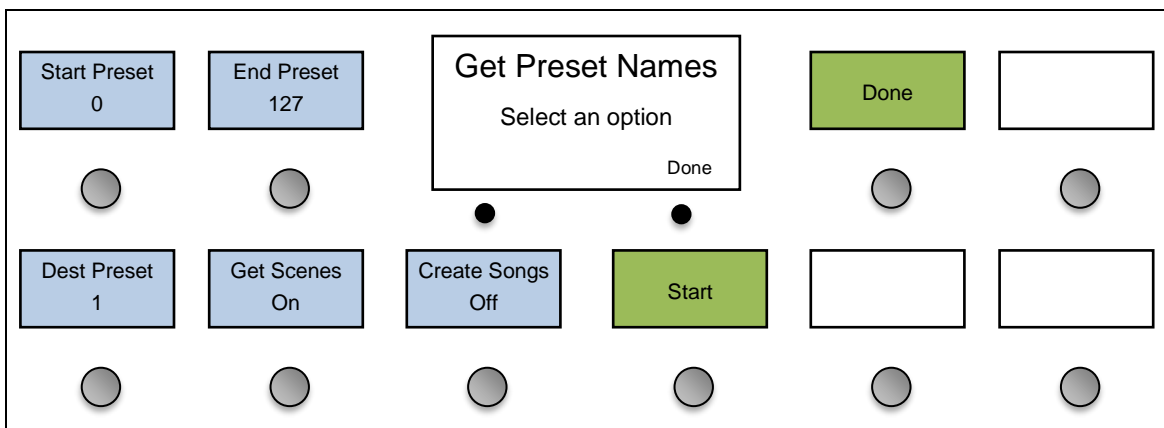 Start Preset
0
End Preset
127
Get Preset Names
Select an option
Done
Done
Dest Preset
1
Get Scenes
On
Create Songs
Off
Start